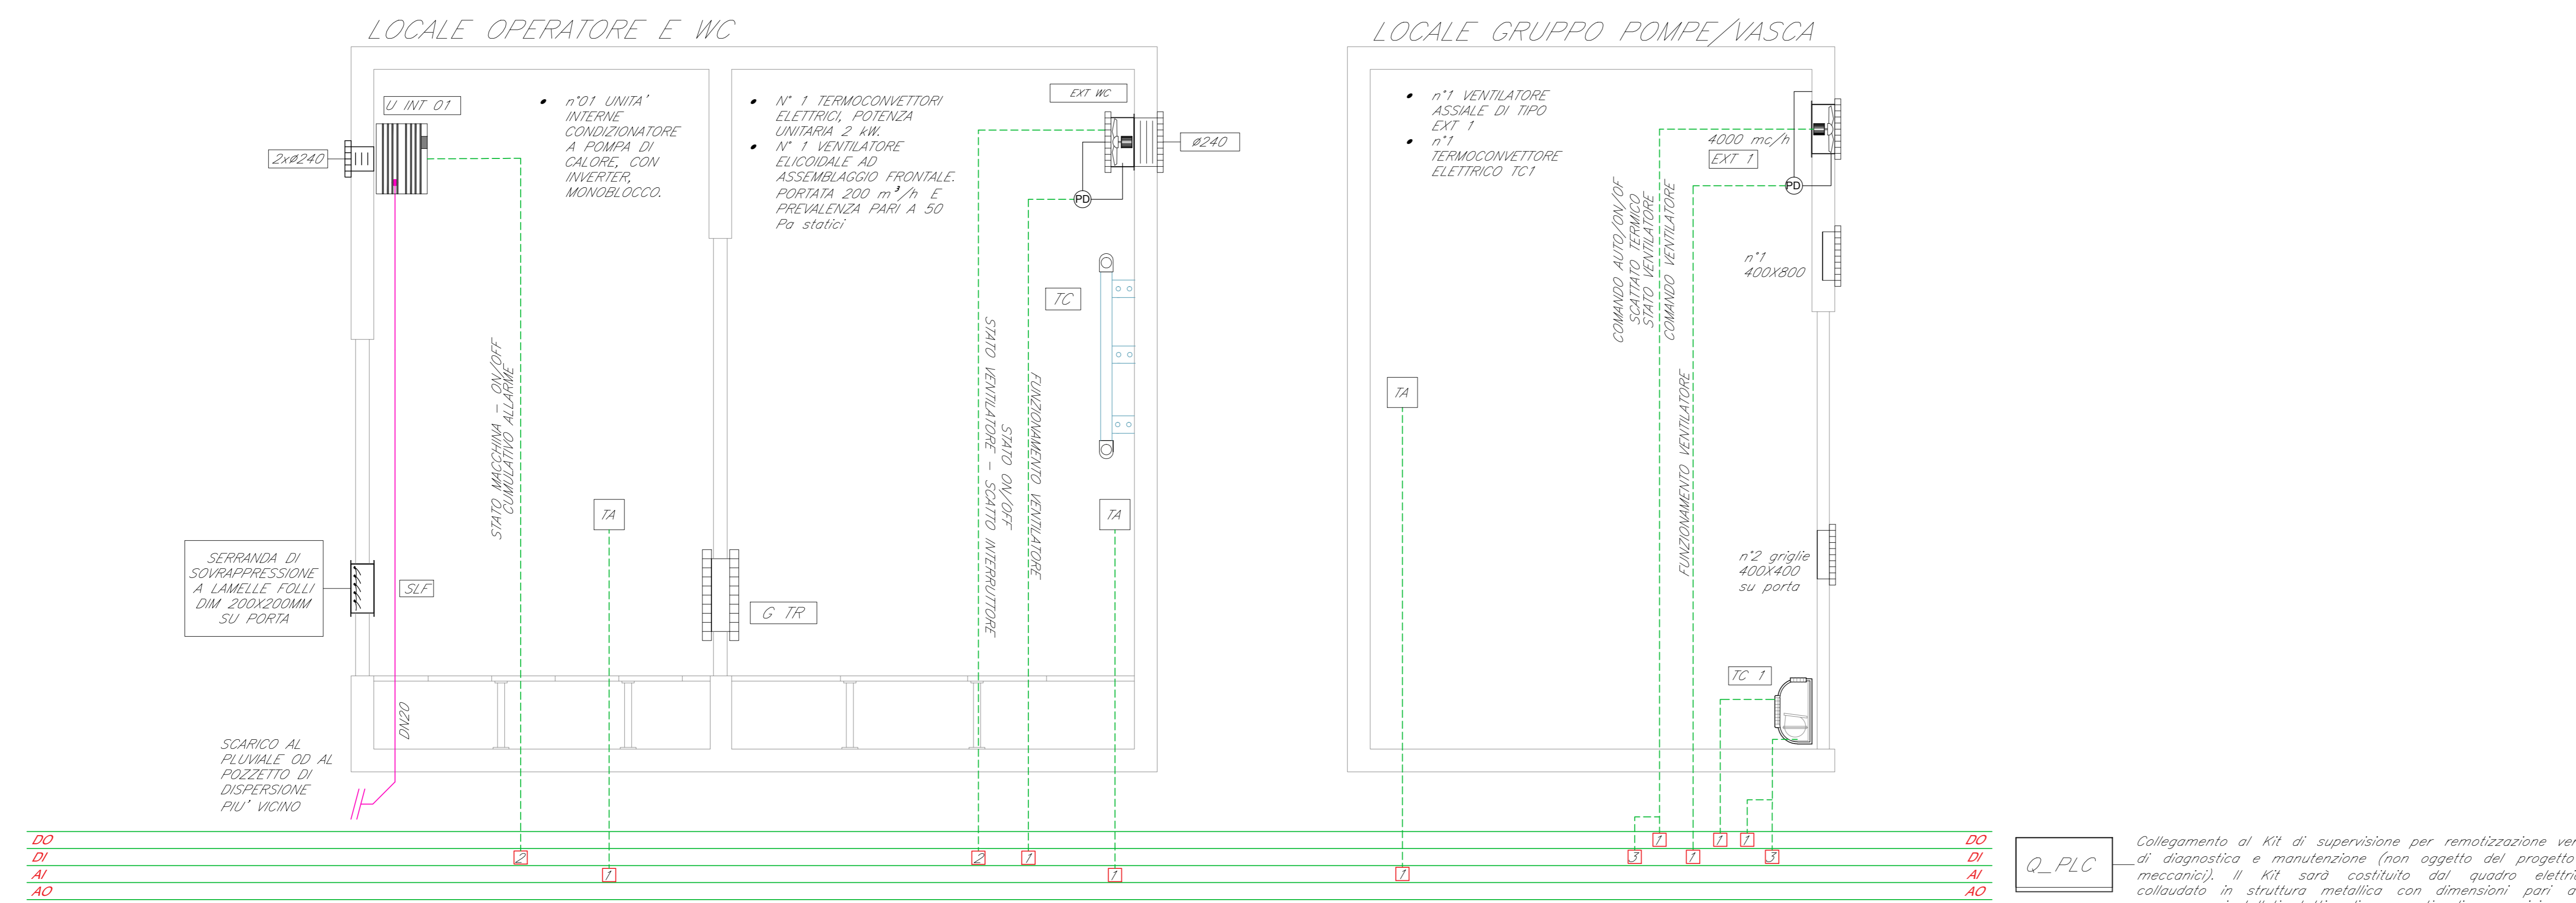 LOCALE OPERATORE E WC
U INT 01
n°01 UNITA'
INTERNE
CONDIZIONATORE
A POMPA DI
CALORE, CON
INVERTER,
MONOBLOCCO.
2xø240
N° 1 TERMOCONVETTORI
ELETTRICI, POTENZA
UNITARIA 2 kW.
N° 1 VENTILATORE
ELICOIDALE AD
ASSEMBLAGGIO FRONTALE.
PORTATA 200 m³/h E
PREVALENZA PARI A 50
Pa statici
EXT WC
ø240
PD
TC
STATO MACCHINA - ON/OFF
CUMULATIVO ALLARME
STATO VENTILATORE - SCATTO INTERRUTTORE
STATO ON/OFF
FUNZIONAMENTO VENTILATORE
TA
TA
SERRANDA DI
SOVRAPPRESSIONE
A LAMELLE FOLLI
DIM 200X200MM
SU PORTA
SLF
G TR
DN20
SCARICO AL
PLUVIALE OD AL
POZZETTO DI
DISPERSIONE
PIU' VICINO
LOCALE GRUPPO POMPE/VASCA
n°1 VENTILATORE
ASSIALE DI TIPO
EXT 1
n°1
TERMOCONVETTORE
ELETTRICO TC1
4000 mc/h
EXT 1
PD
COMANDO AUTO/ON/OF
SCATTATO TERMICO
STATO VENTILATORE
COMANDO VENTILATORE
FUNZIONAMENTO VENTILATORE
n°1
400X800
TA
n°2 griglie
400X400
su porta
TC 1
DO 1 1 1 DO
DI 2 2 1 3 1 3 DI
AI 1 1 1 AI
AO AO
Q_PLC
Collegamento al Kit di supervisione per remotizzazione
di diagnostica e manutenzione (non oggetto del progetto
meccanici). Il Kit sarà costituito dal quadro
collaudato in struttura metallica con dimensioni pari